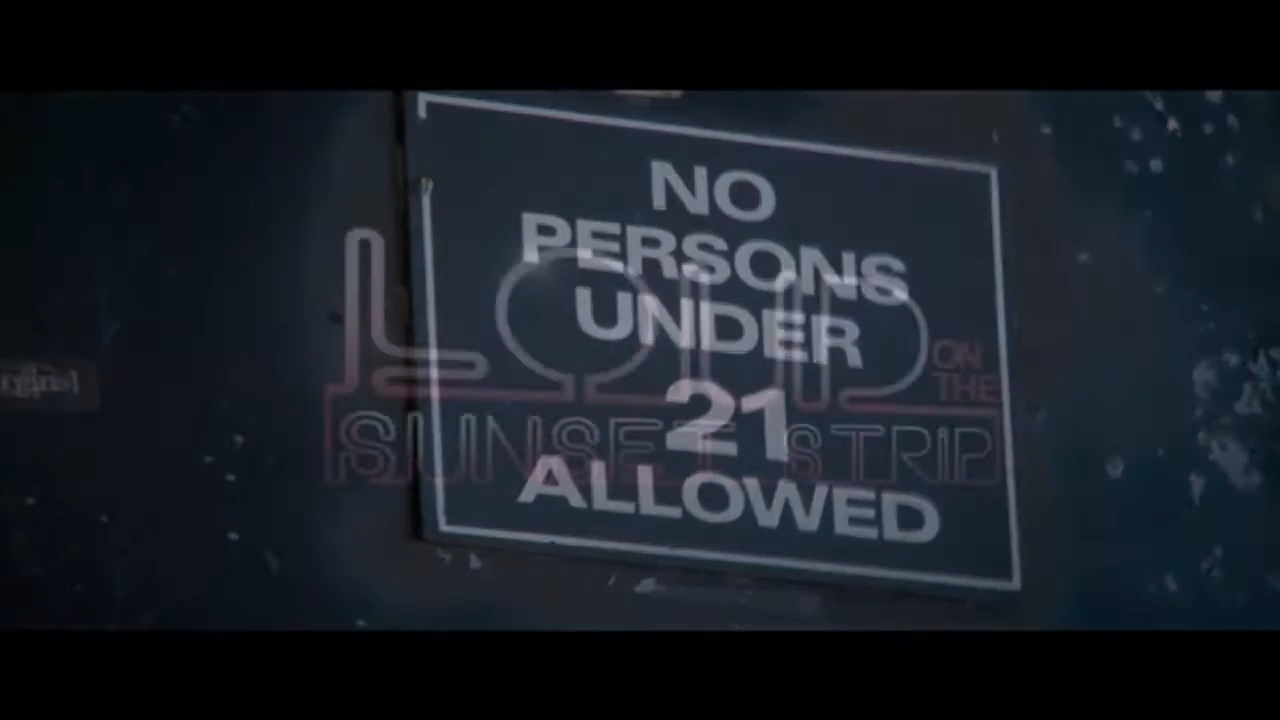 NO
PERSONS
UNDER
21
ALLOWED
LOUD
ON
THE
SUNSET STRIP